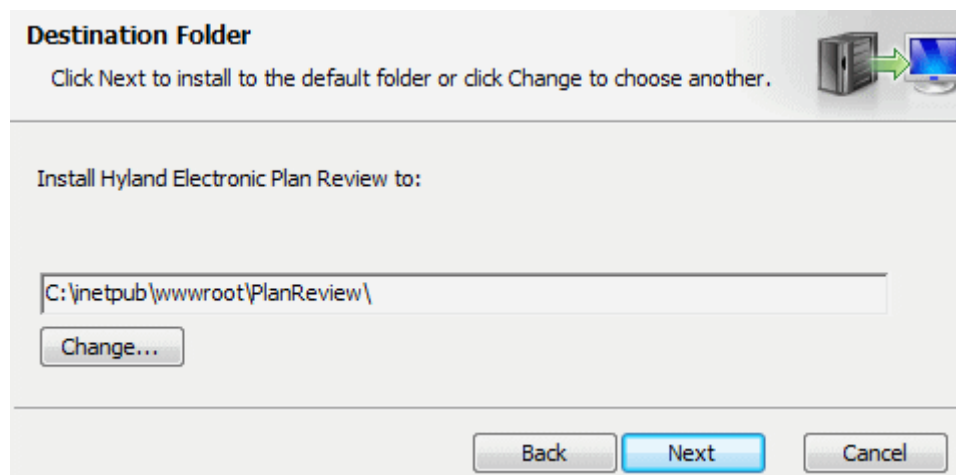 Destination Folder
Click Next to install to the default folder or click Change to choose another.
Install Hyland Electronic Plan Review to:
C:\inetpub\wwwroot\PlanReview\
Change...
Back Next Cancel